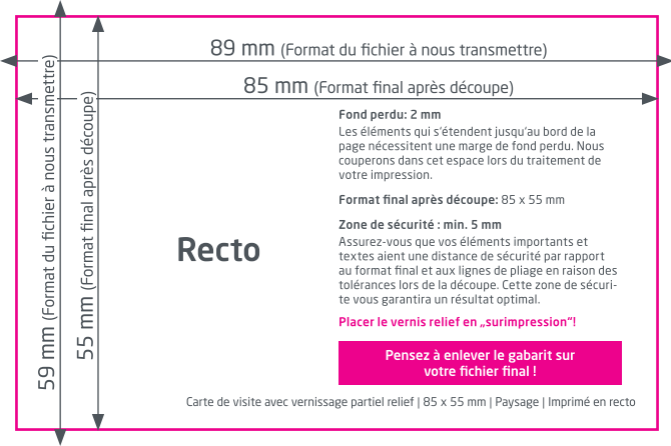 89 mm (Format du fichier à nous transmettre)
85 mm (Format final après découpe)
59 mm (Format du fichier à nous transmettre)
55 mm (Format final après découpe)
Recto
Fond perdu: 2 mm
Les éléments qui s'étendent jusqu'au bord de la
page nécessitent une marge de fond perdu. Nous
couperons dans cet espace lors du traitement de
votre impression.
Format final après découpe: 85 x 55 mm
Zone de sécurité : min. 5 mm
Assurez-vous que vos éléments importants et
textes aient une distance de sécurité par rapport
au format final et aux lignes de pliage en raison des
tolérances lors de la découpe. Cette zone de sécuri-
te vous garantira un résultat optimal.
Placer le vernis relief en „surimpression"!
Pensez à enlever le gabarit sur
votre fichier final !
Carte de visite avec vernissage partiel relief | 85 x 55 mm | Paysage | Imprimé en recto